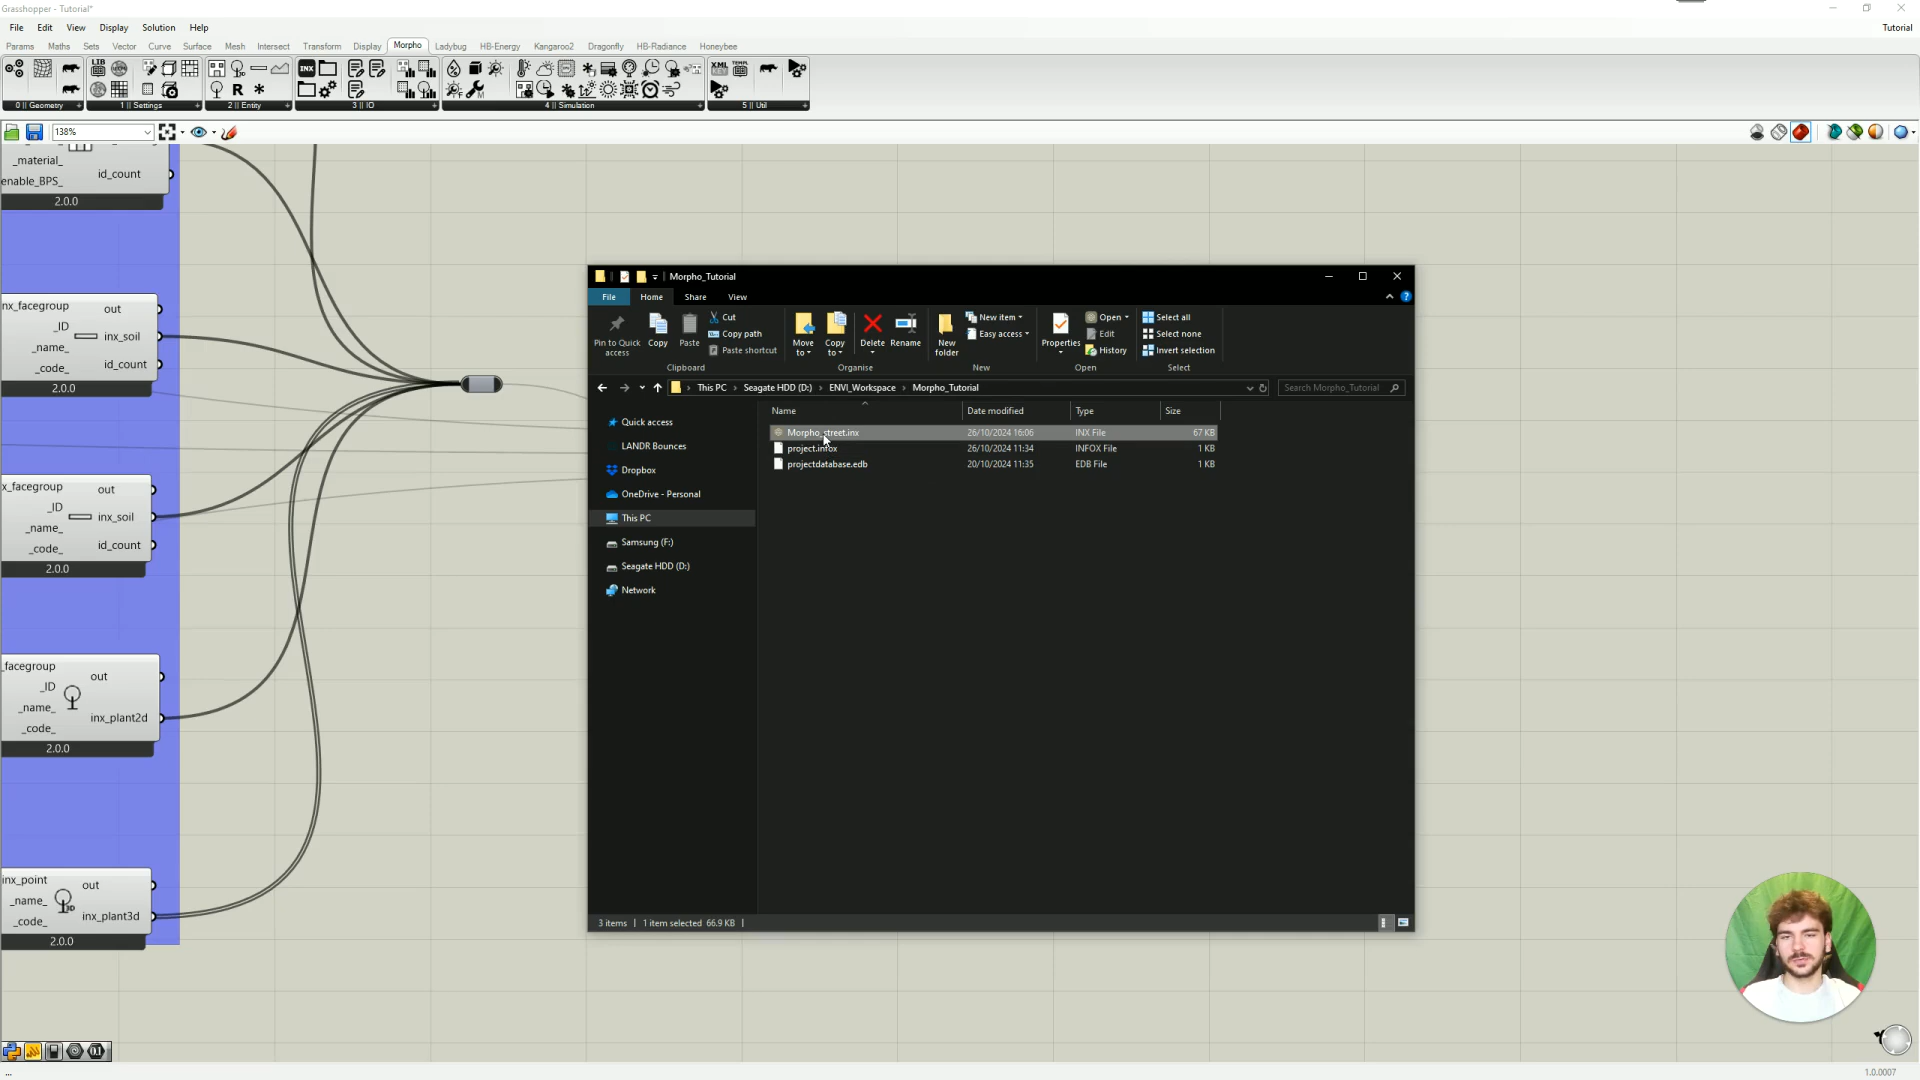 Grasshopper - Tutorial*
File Edit View Display Solution Help
Tutorial
Params Maths Sets Vector Curve Surface Mesh Intersect Transform Display Morpho Ladybug HB-Energy Kangaroo2 Dragonfly HB-Radiance Honeybee
0 || Geometry
1 || Settings
2 || Entity
3 || IO
4 || Simulation
5 || Util
138%
_material_
enable_BPS_
id_count
2.0.0
nx_facegroup
_ID
_name_
_code_
out
inx_soil
id_count
2.0.0
x_facegroup
_ID
_name_
_code_
out
inx_soil
id_count
2.0.0
_facegroup
_ID
_name_
_code_
out
inx_plant2d
2.0.0
inx_point
_name_
_code_
out
inx_plant3d
2.0.0
Morpho_Tutorial
File Home Share View
Pin to Quick access
Copy
Paste
Cut
Copy path
Paste shortcut
Clipboard
Move to
Copy to
Delete
Rename
Organise
New folder
New item
Easy access
New
Properties
Open
Edit
History
Open
Select all
Select none
Invert selection
Select
This PC > Seagate HDD (D:) > ENVI_Workspace > Morpho_Tutorial
Search Morpho_Tutorial
Quick access
LANDR Bounces
Dropbox
OneDrive - Personal
This PC
Samsung (F:)
Seagate HDD (D:)
Network
Name Date modified Type Size
Morpho_street.inx 26/10/2024 16:06 INX File 67 KB
project.infox 26/10/2024 11:34 INFOX File 1 KB
projectdatabase.edb 20/10/2024 11:35 EDB File 1 KB
3 items | 1 item selected 66.9 KB |
...
1.0.0007